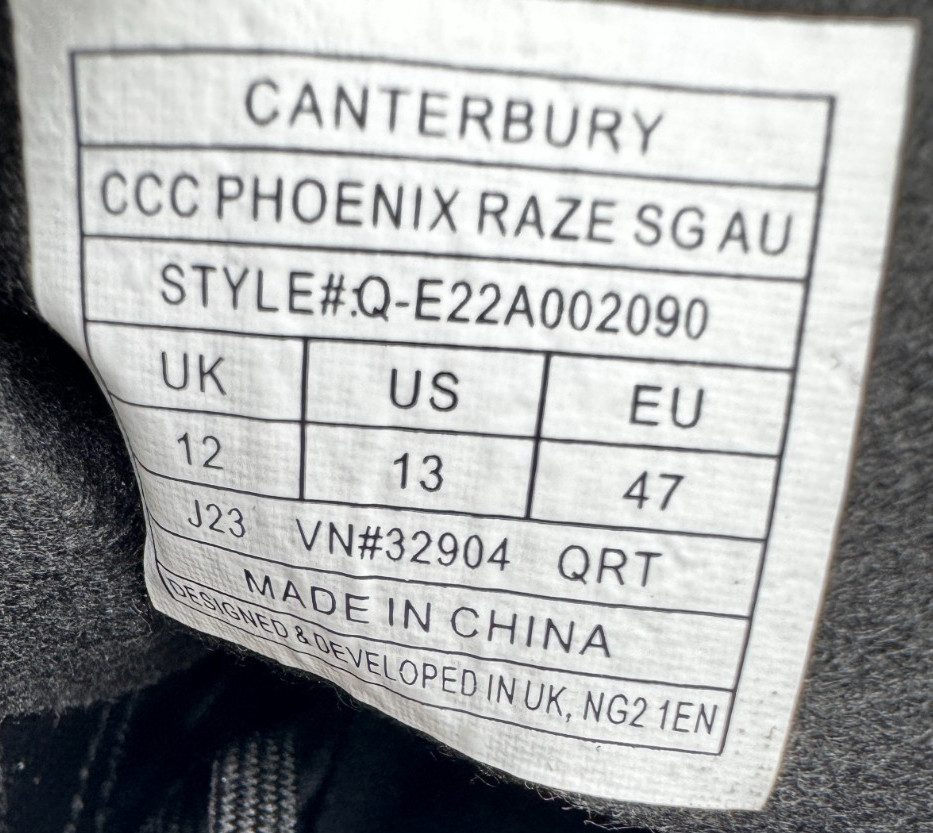 CANTERBURY
CCC PHOENIX RAZE SG AU
STYLE#:Q-E22A002090
UK US EU
12 13 47
J23 VN#32904 QRT
MADE IN CHINA
DESIGNED & DEVELOPED IN UK, NG2 1EN